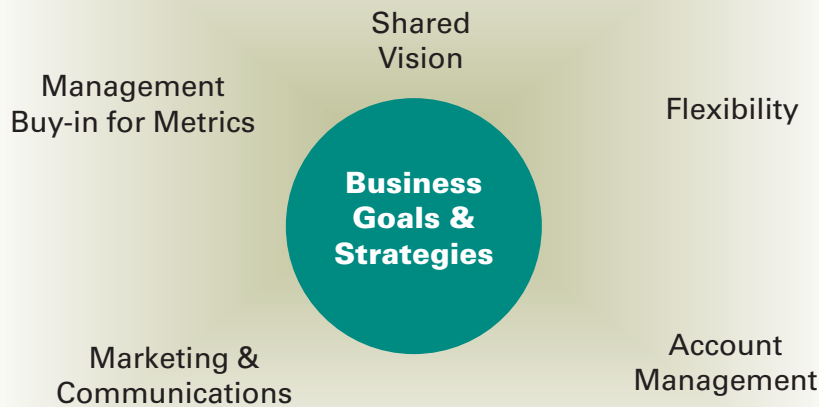 Shared
Vision
Management
Buy-in for Metrics
Flexibility
Business
Goals &
Strategies
Marketing &
Communications
Account
Management